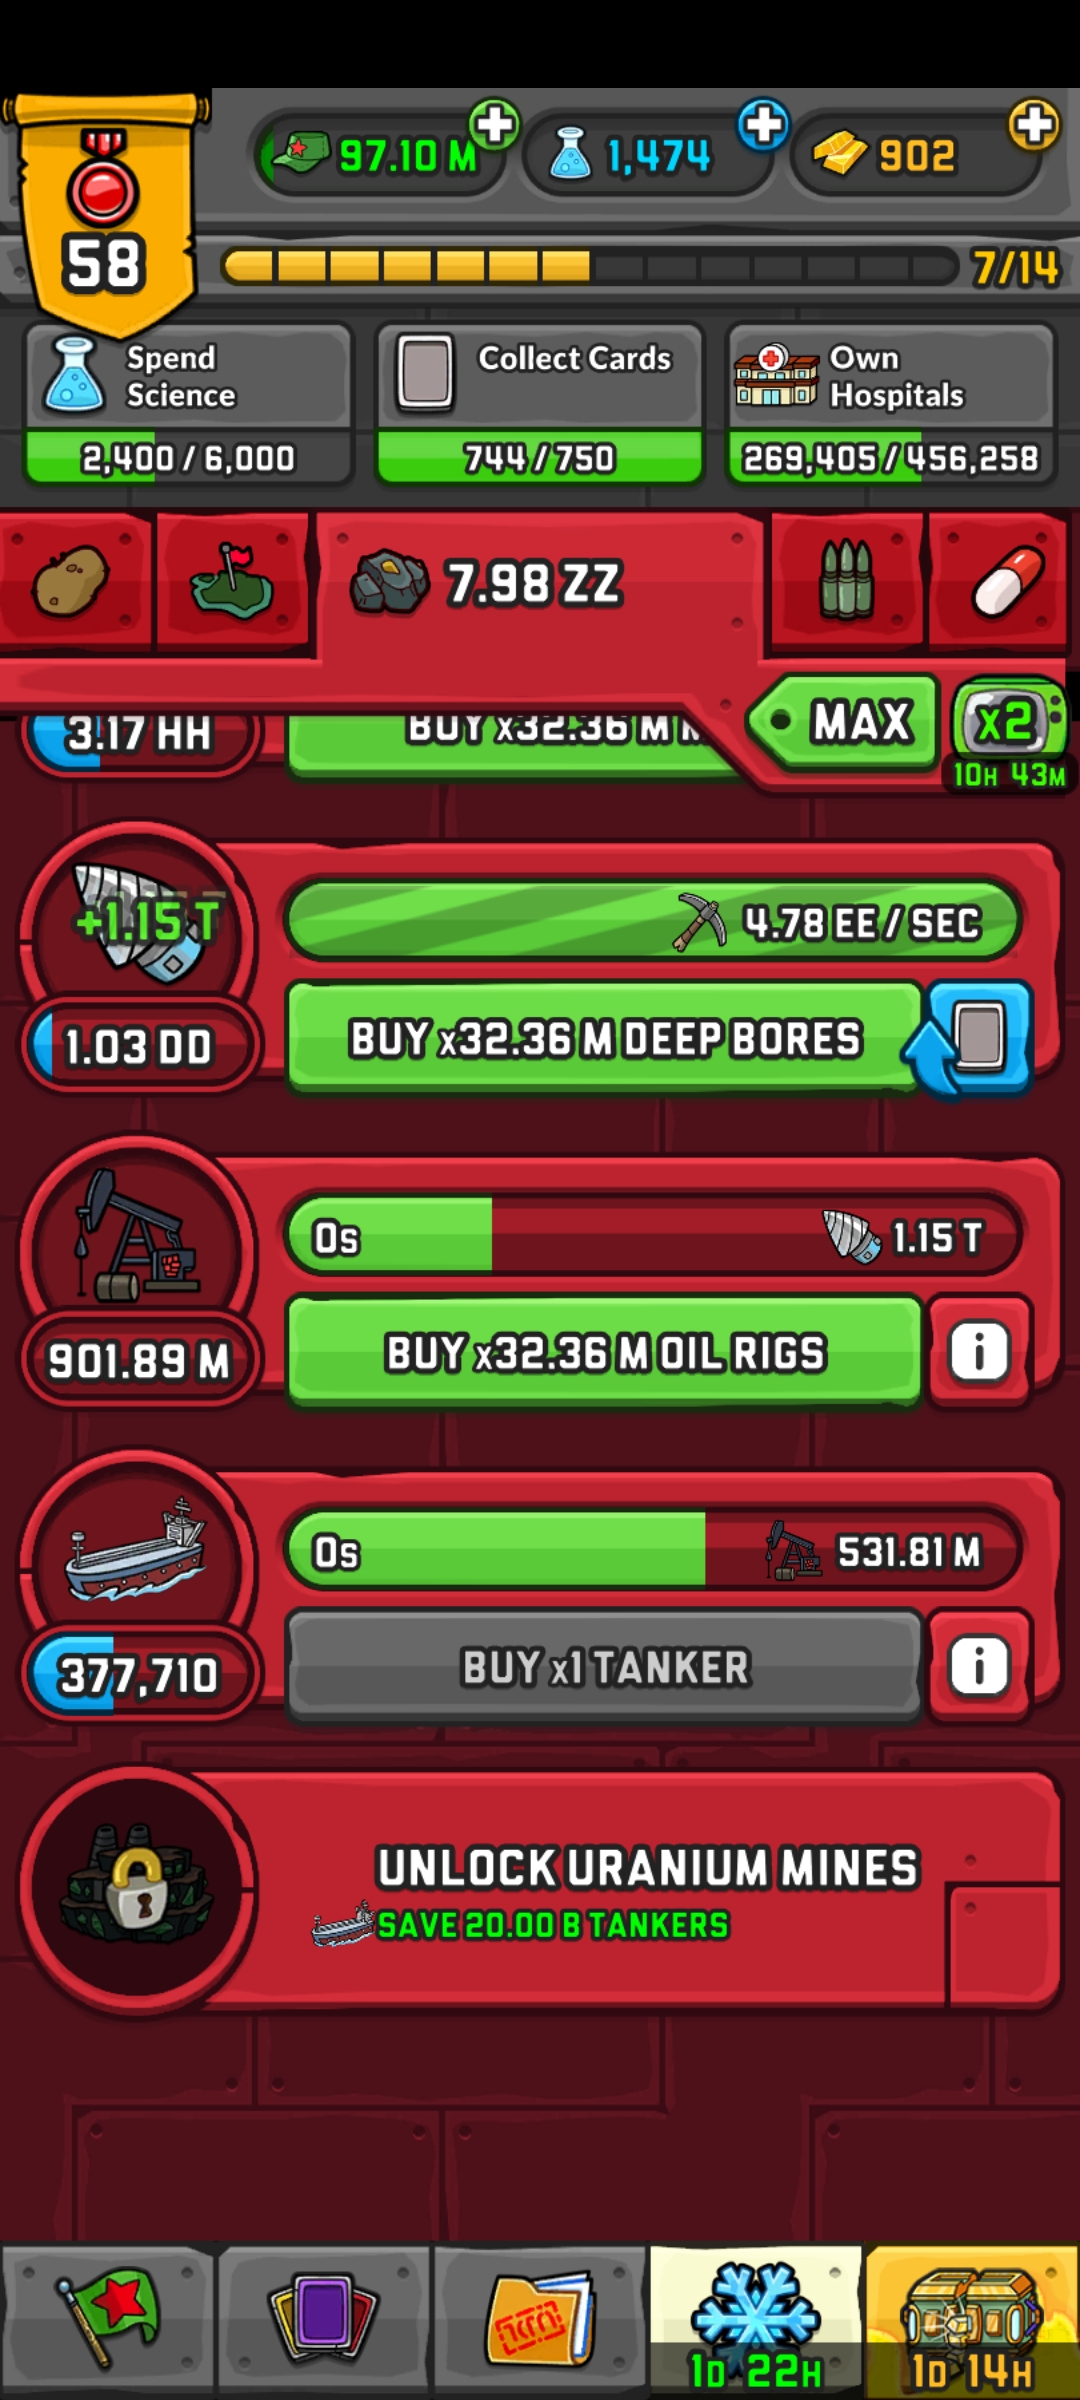 97.10 M
1,474
902
58
7/14
Spend
Science
2,400 / 6,000
Collect Cards
744 / 750
Own
Hospitals
269,405 / 456,258
7.98 ZZ
MAX
x2
10H 43M
3.17 HH
BUY x32.36 M
+1.15 T
4.78 EE / SEC
1.03 DD
BUY x32.36 M DEEP BORES
0s
1.15 T
901.89 M
BUY x32.36 M OIL RIGS
i
0s
531.81 M
377,710
BUY x1 TANKER
i
UNLOCK URANIUM MINES
SAVE 20.00 B TANKERS
1D 22H
1D 14H